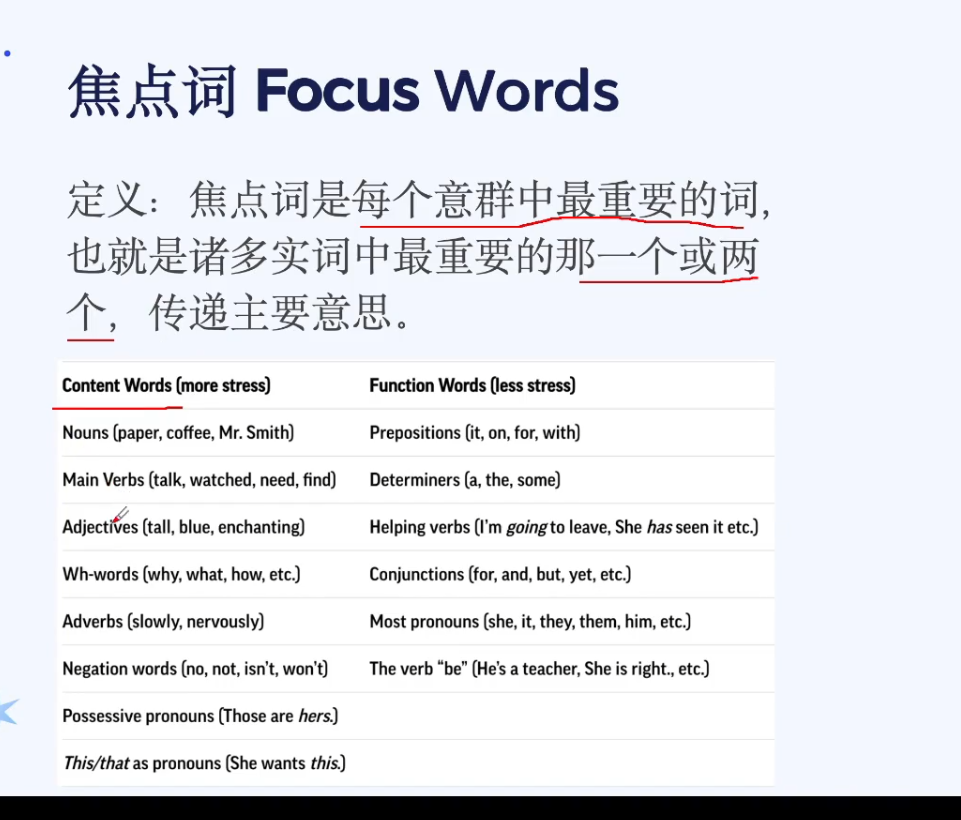 焦点词 Focus Words
定义：焦点词是每个意群中最重要的词,
也就是诸多实词中最重要的那一个或两
个，传递主要意思。
Content Words (more stress) Function Words (less stress)
Nouns (paper, coffee, Mr. Smith) Prepositions (it, on, for, with)
Main Verbs (talk, watched, need, find) Determiners (a, the, some)
Adjectives (tall, blue, enchanting) Helping verbs (I'm going to leave, She has seen it etc.)
Wh-words (why, what, how, etc.) Conjunctions (for, and, but, yet, etc.)
Adverbs (slowly, nervously) Most pronouns (she, it, they, them, him, etc.)
Negation words (no, not, isn't, won't) The verb “be” (He's a teacher, She is right., etc.)
Possessive pronouns (Those are hers.)
This/that as pronouns (She wants this.)